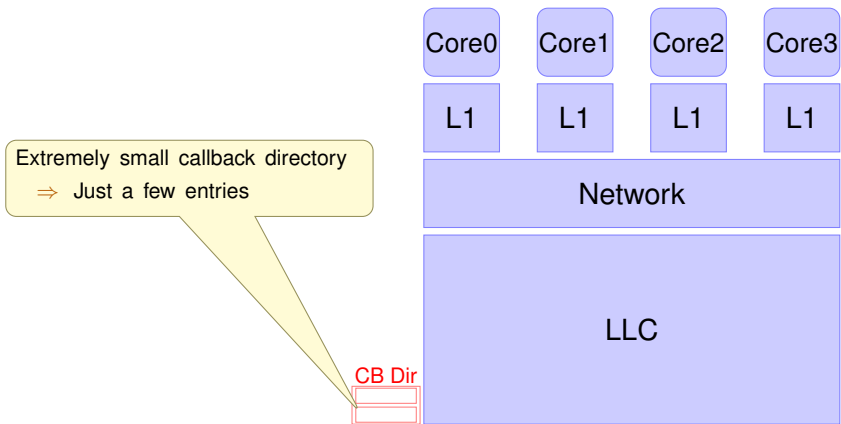 Core0 Core1 Core2 Core3
L1 L1 L1 L1
Extremely small callback directory
⇒ Just a few entries
Network
LLC
CB Dir